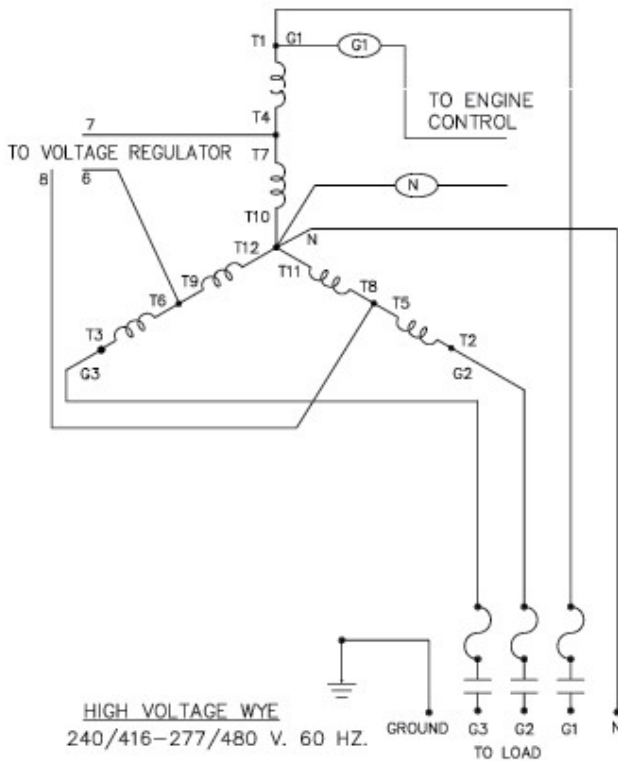 T1 G1 G1
T4 TO ENGINE
CONTROL
7
T7
TO VOLTAGE REGULATOR
8 6
N
T10
T12 N
T11
T9 T8
T6 T5
T3 T2
G3 G2
HIGH VOLTAGE WYE
240/416-277/480 V. 60 HZ.
GROUND G3 G2 G1 N
TO LOAD